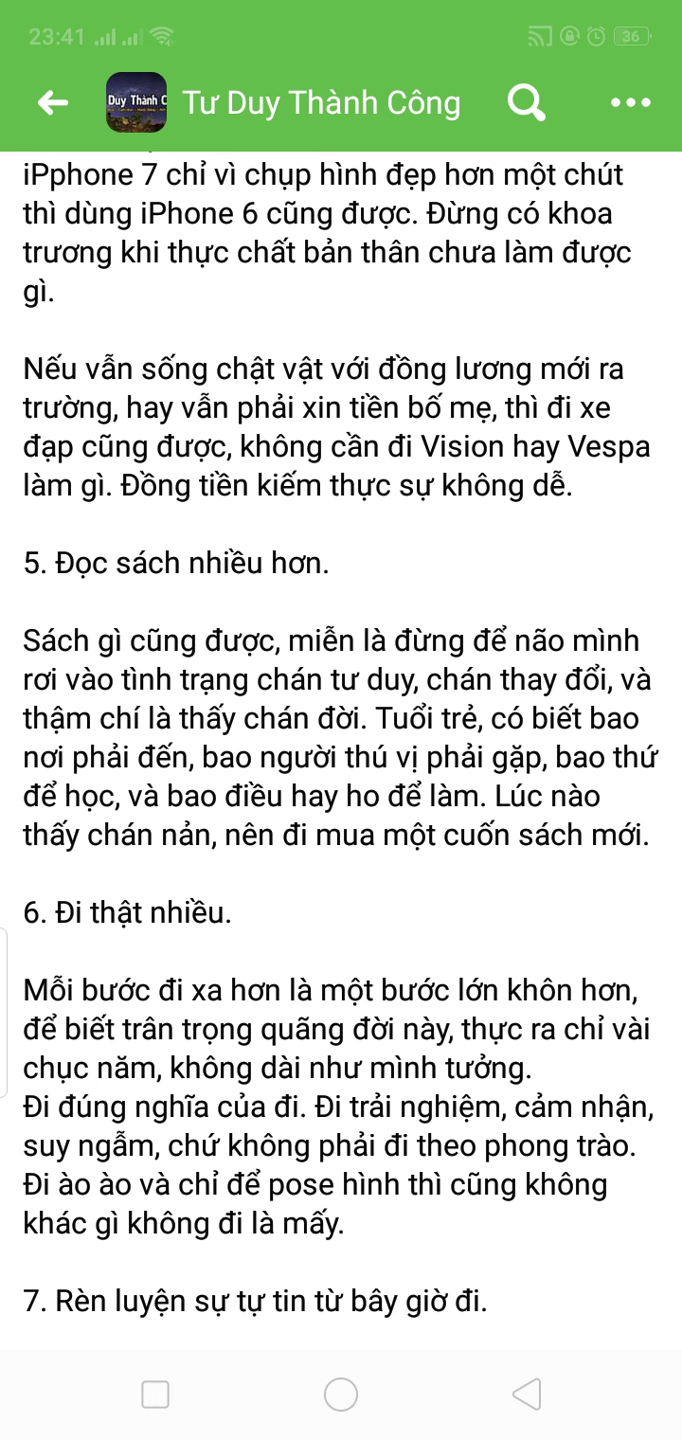 23:41
36
Duy Thành C
Tư Duy Thành Công
iPphone 7 chỉ vì chụp hình đẹp hơn một chút
thì dùng iPhone 6 cũng được. Đừng có khoa
trương khi thực chất bản thân chưa làm được
gì.
Nếu vẫn sống chật vật với đồng lương mới ra
trường, hay vẫn phải xin tiền bố mẹ, thì đi xe
đạp cũng được, không cần đi Vision hay Vespa
làm gì. Đồng tiền kiếm thực sự không dễ.
5. Đọc sách nhiều hơn.
Sách gì cũng được, miễn là đừng để não mình
rơi vào tình trạng chán tư duy, chán thay đổi, và
thậm chí là thấy chán đời. Tuổi trẻ, có biết bao
nơi phải đến, bao người thú vị phải gặp, bao thứ
để học, và bao điều hay ho để làm. Lúc nào
thấy chán nản, nên đi mua một cuốn sách mới.
6. Đi thật nhiều.
Mỗi bước đi xa hơn là một bước lớn khôn hơn,
để biết trân trọng quãng đời này, thực ra chỉ vài
chục năm, không dài như mình tưởng.
Đi đúng nghĩa của đi. Đi trải nghiệm, cảm nhận,
suy ngẫm, chứ không phải đi theo phong trào.
Đi ào ào và chỉ để pose hình thì cũng không
khác gì không đi là mấy.
7. Rèn luyện sự tự tin từ bây giờ đi.